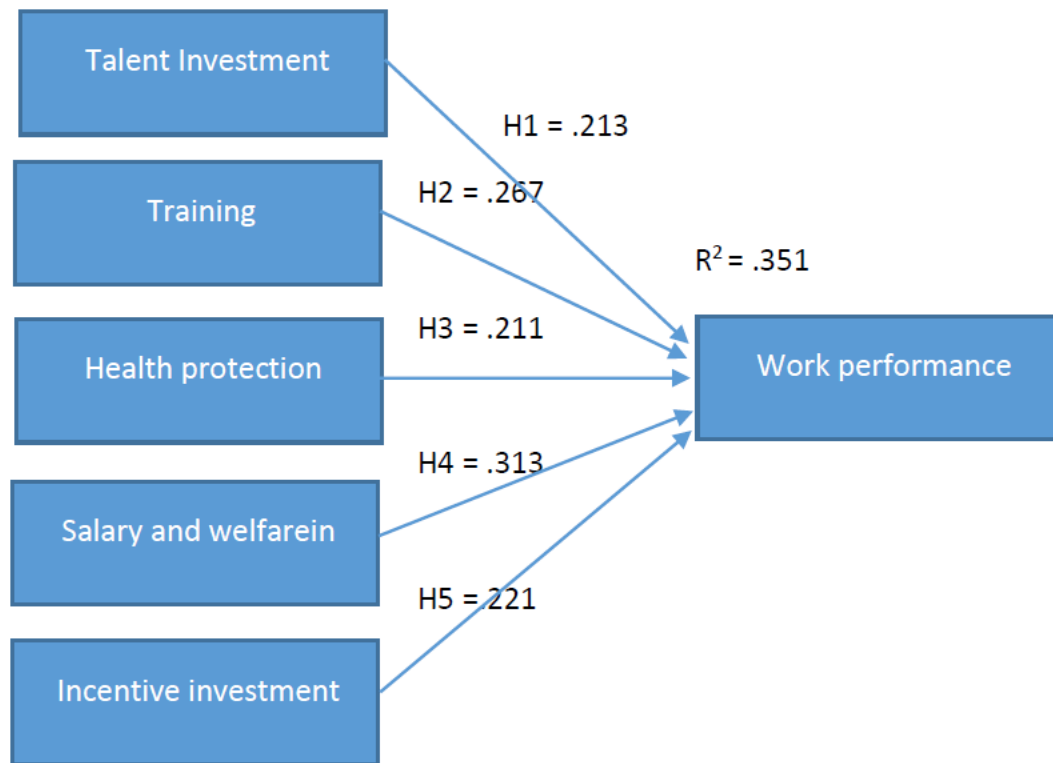 Talent Investment
H1 = .213
Training
H2 = .267
R² = .351
Health protection
H3 = .211
Work performance
Salary and welfarein
H4 = .313
Incentive investment
H5 =.221